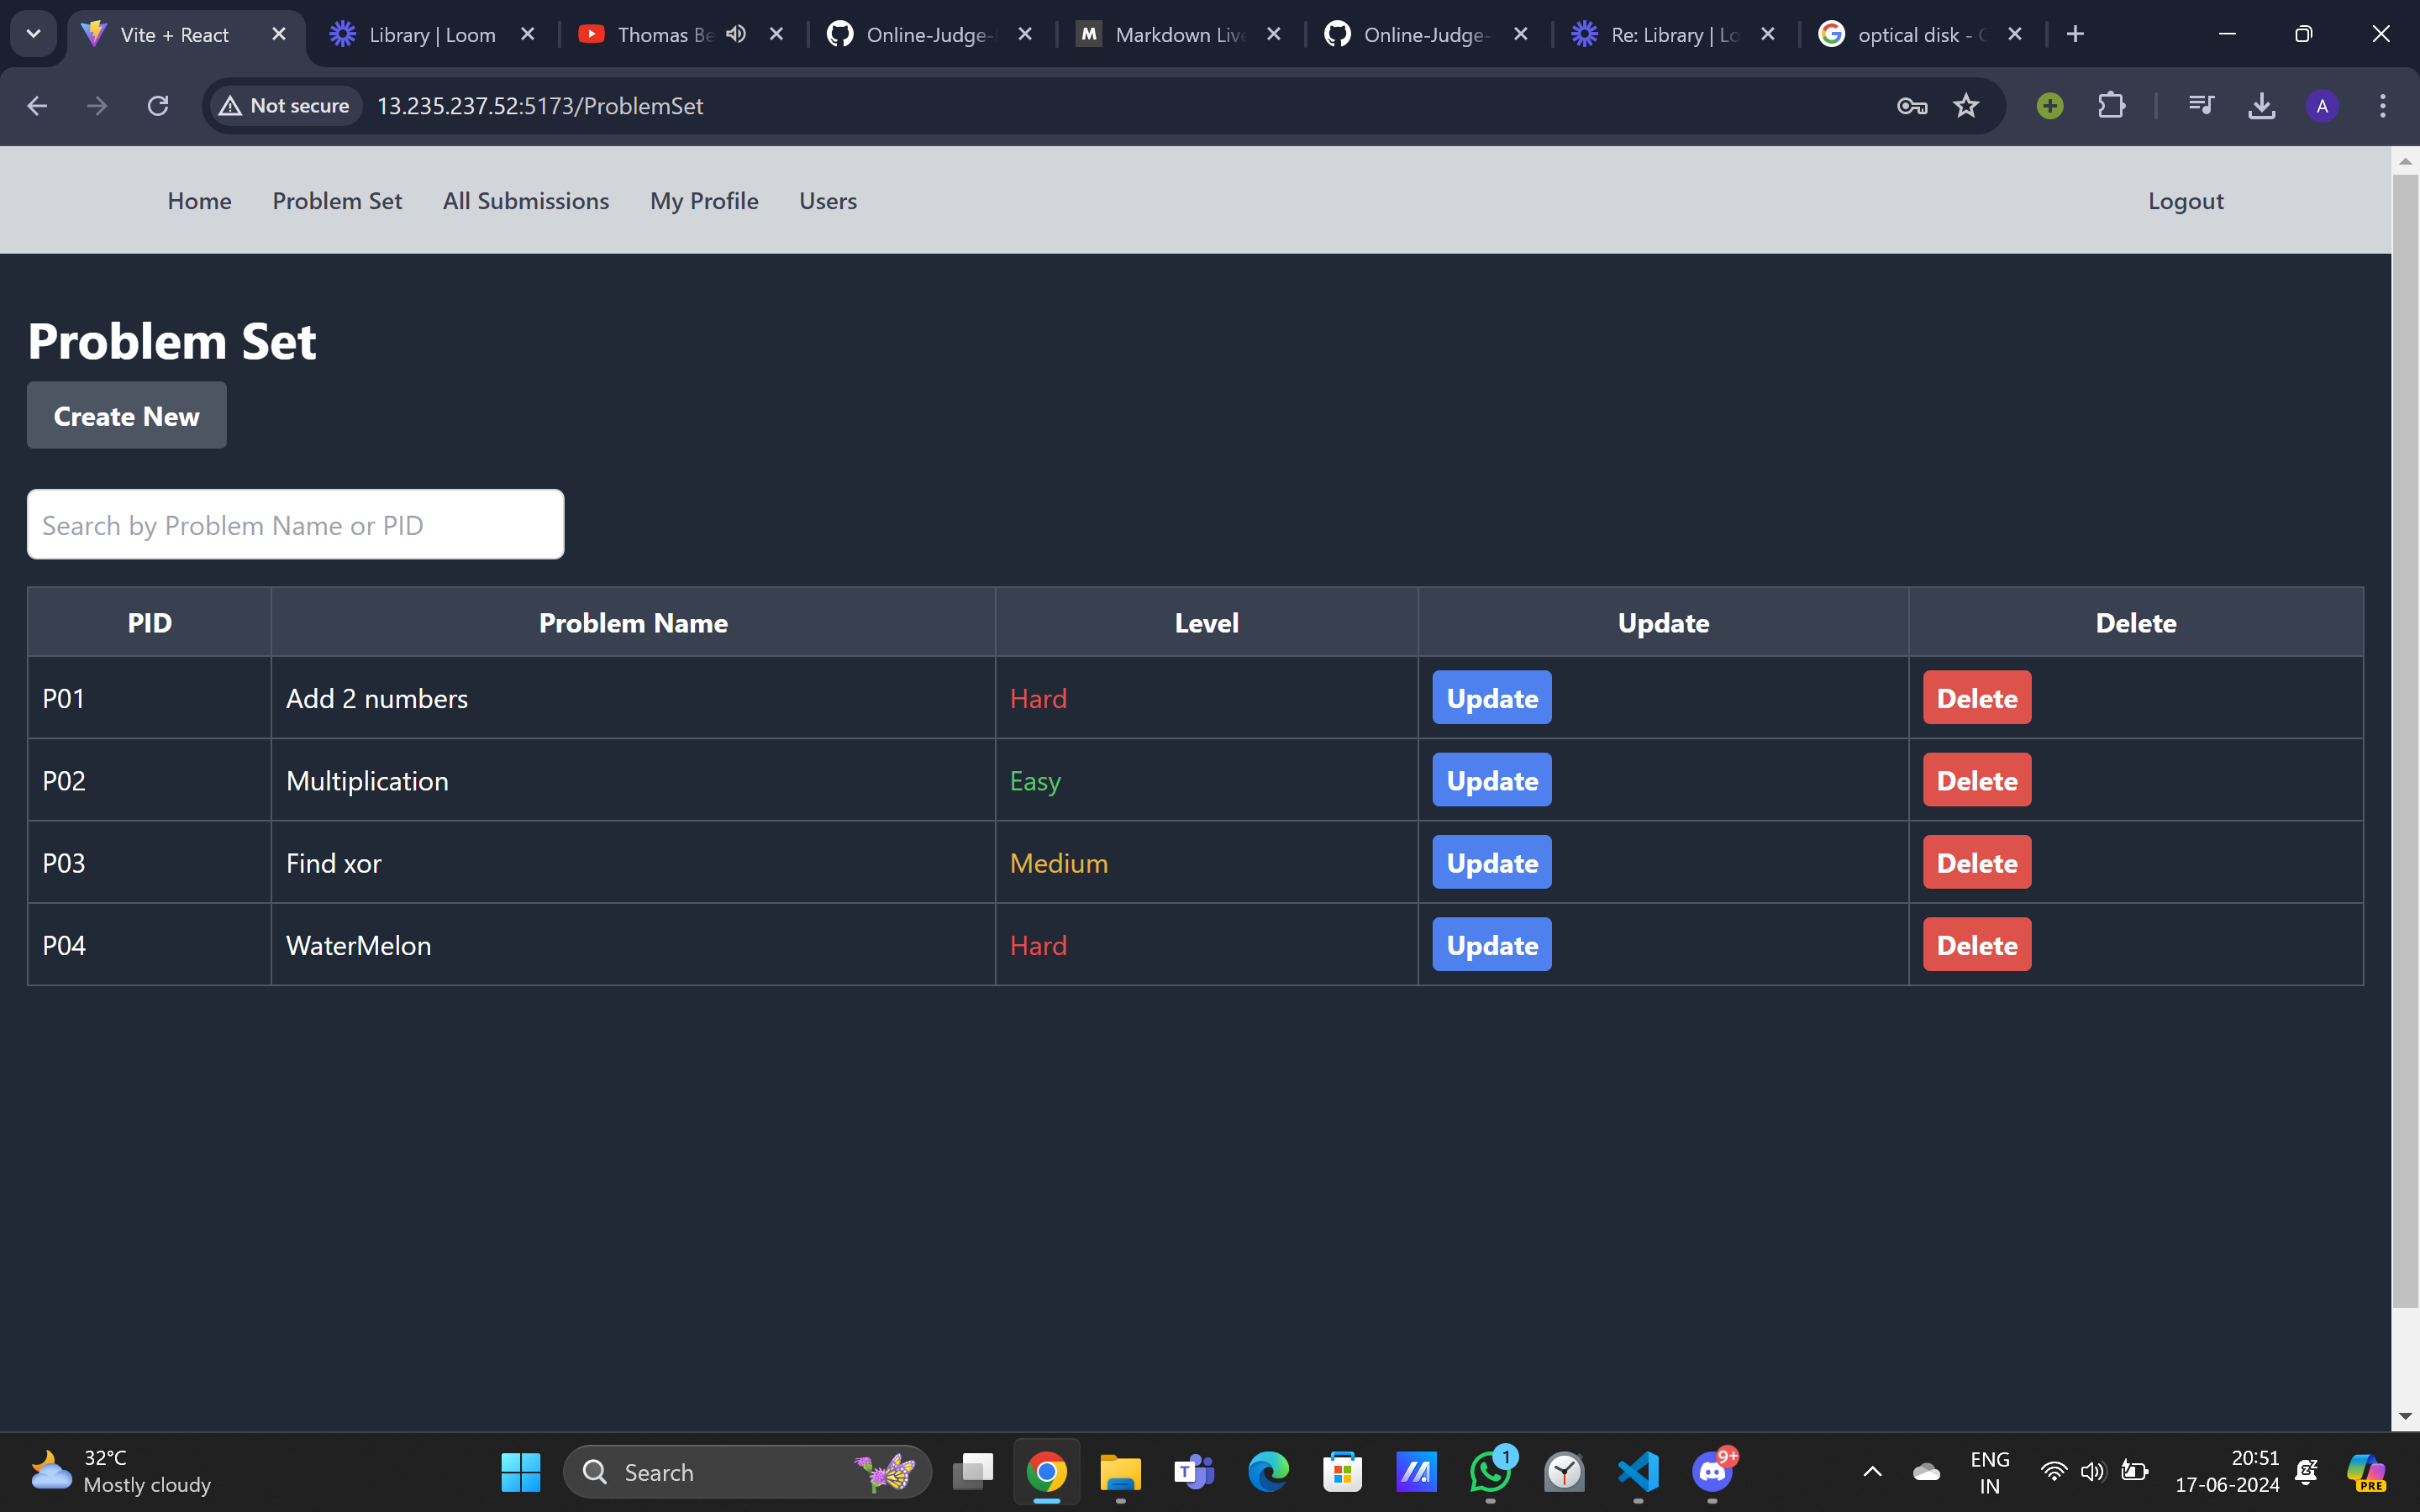 Vite + React
Library | Loom
Thomas Be
Online-Judge-
M
Markdown Live
Online-Judge-
Re: Library | Lo
optical disk -
Not secure
13.235.237.52:5173/ProblemSet
A
Home Problem Set All Submissions My Profile Users Logout
Problem Set
Create New
Search by Problem Name or PID
PID Problem Name Level Update Delete
P01 Add 2 numbers Hard Update Delete
P02 Multiplication Easy Update Delete
P03 Find xor Medium Update Delete
P04 WaterMelon Hard Update Delete
32°C
Mostly cloudy
Search
T
1
9+
ENG
IN
20:51
17-06-2024
PRE